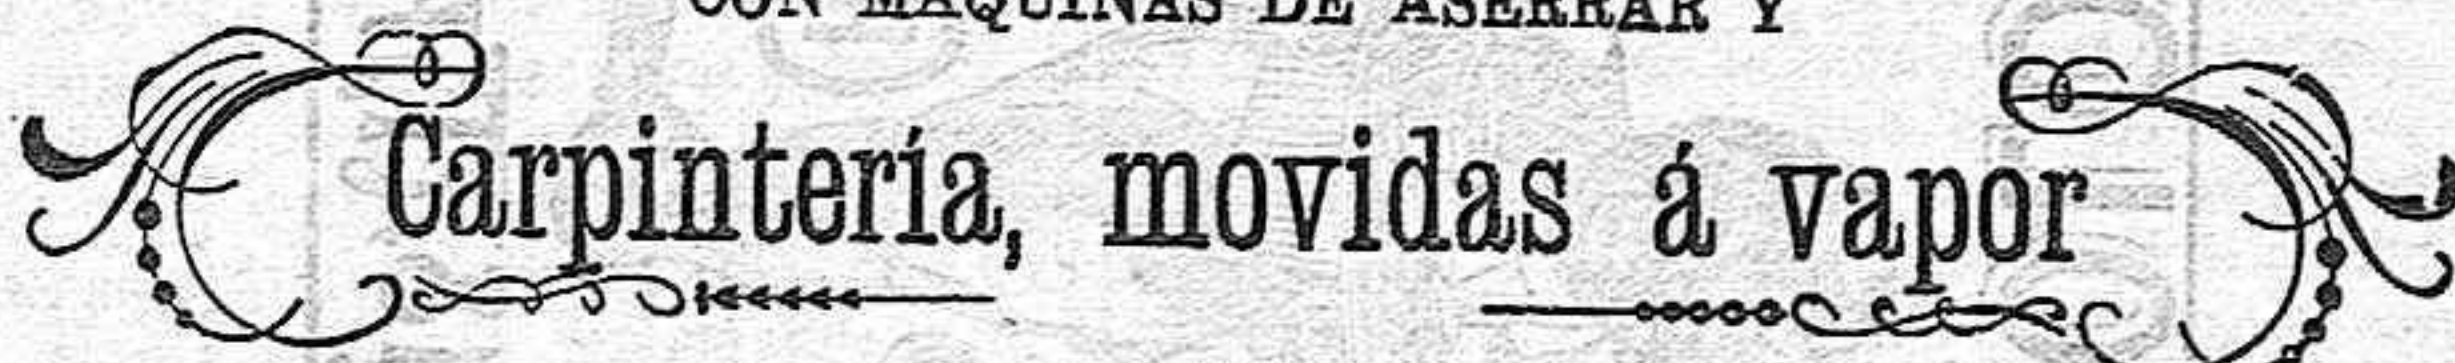 CON MAQUINAS DE ASERRAR Y
Carpintería, movidas á vapor